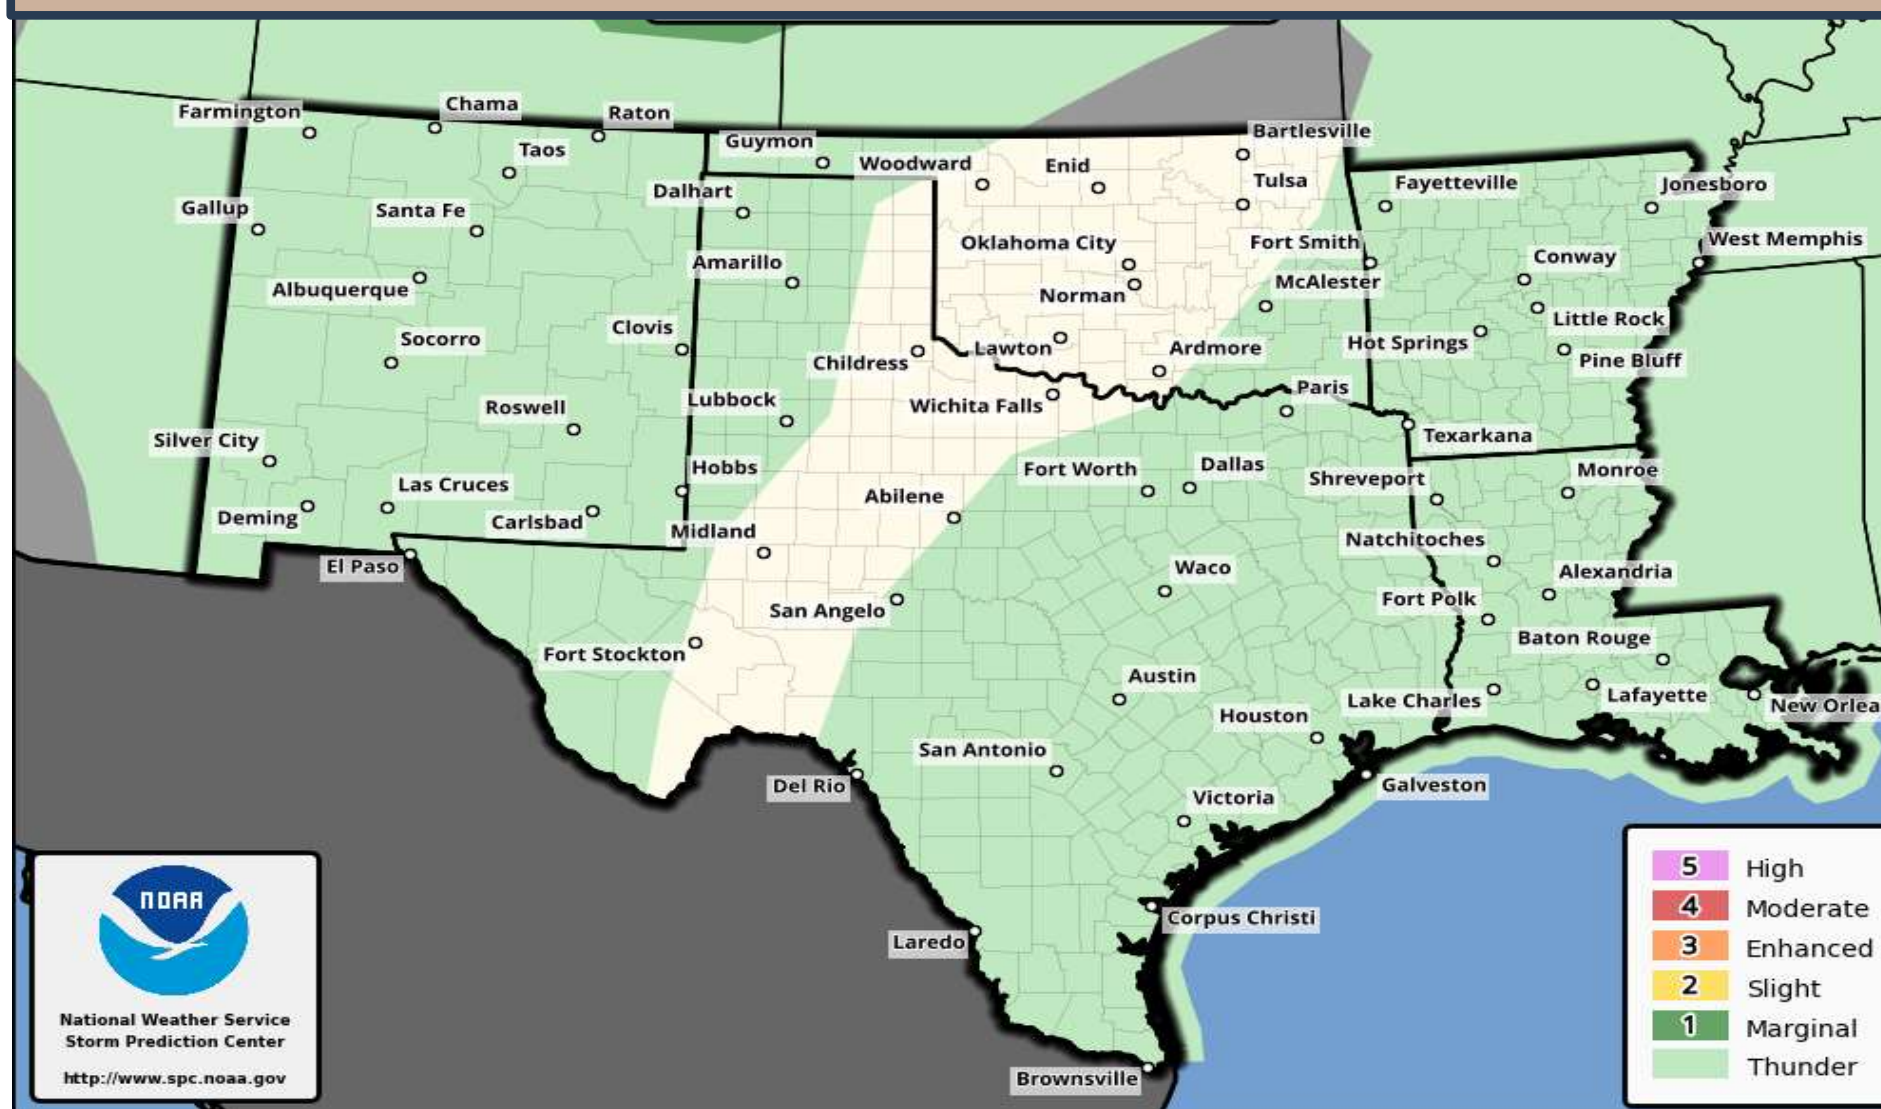 Farmington
Chama
Raton
Taos
Guymon
Woodward
Enid
Bartlesville
Dalhart
Tulsa
Fayetteville
Jonesboro
Gallup
Santa Fe
Oklahoma City
Fort Smith
West Memphis
Amarillo
Conway
Albuquerque
Norman
McAlester
Clovis
Little Rock
Socorro
Childress
Lawton
Ardmore
Hot Springs
Pine Bluff
Roswell
Lubbock
Wichita Falls
Paris
Silver City
Texarkana
Las Cruces
Hobbs
Fort Worth
Dallas
Shreveport
Monroe
Deming
Carlsbad
Midland
Abilene
El Paso
Natchitoches
Waco
Alexandria
San Angelo
Fort Polk
Fort Stockton
Baton Rouge
Austin
Lake Charles
Lafayette
New Orlea
Houston
San Antonio
Del Rio
Victoria
Galveston
Corpus Christi
Laredo
Brownsville
NOAA
National Weather Service
Storm Prediction Center
http://www.spc.noaa.gov
5 High
4 Moderate
3 Enhanced
2 Slight
1 Marginal
Thunder